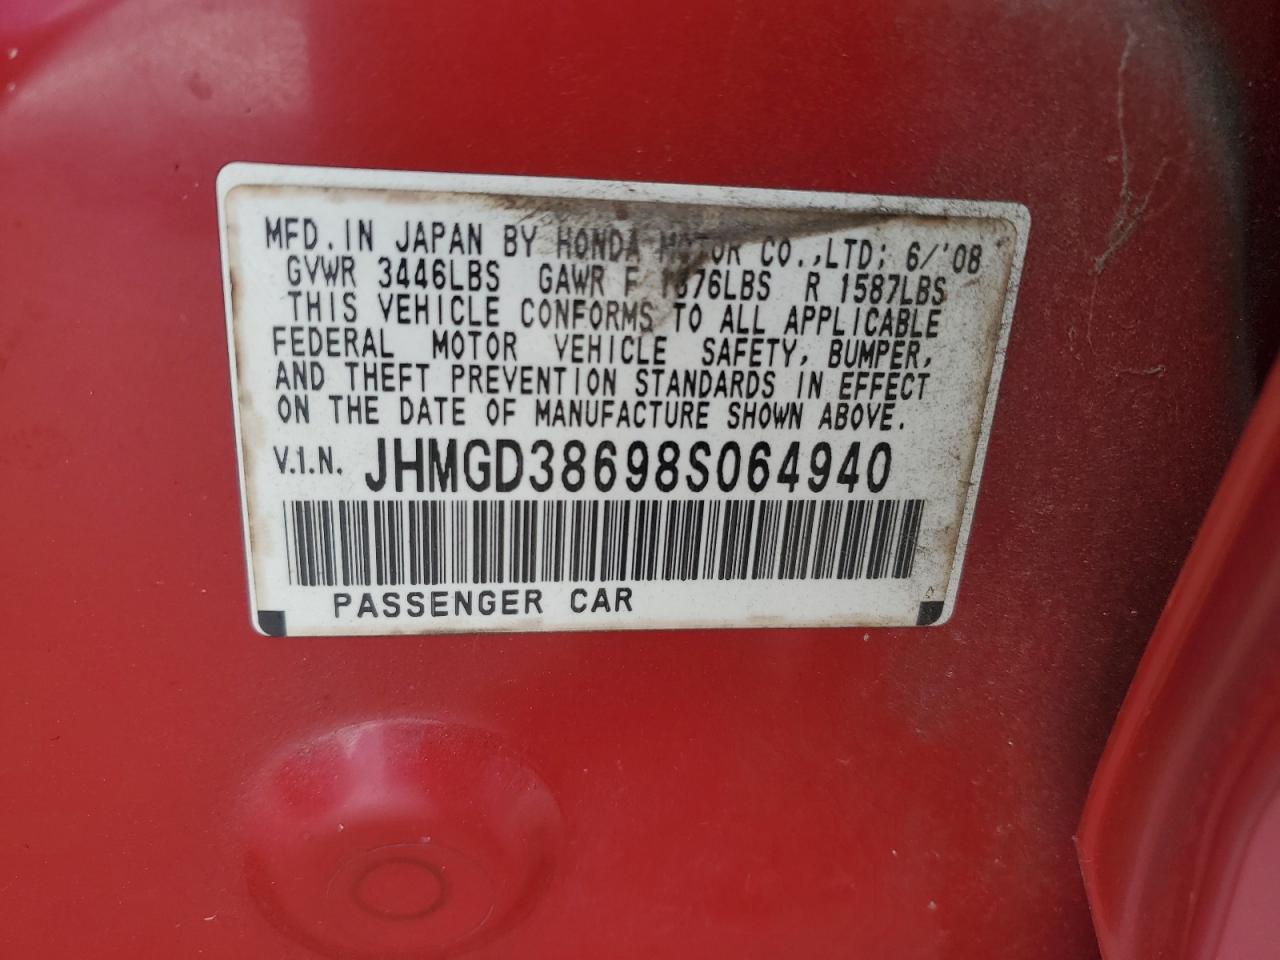 MFD. IN JAPAN BY HONDA MOTOR CO.,LTD; 6/'08
GVWR 3446LBS GAWR F 1876LBS R 1587LBS
THIS VEHICLE CONFORMS TO ALL APPLICABLE
FEDERAL MOTOR VEHICLE SAFETY, BUMPER,
AND THEFT PREVENTION STANDARDS IN EFFECT
ON THE DATE OF MANUFACTURE SHOWN ABOVE.
V.I.N. JHMGD38698S064940
PASSENGER CAR